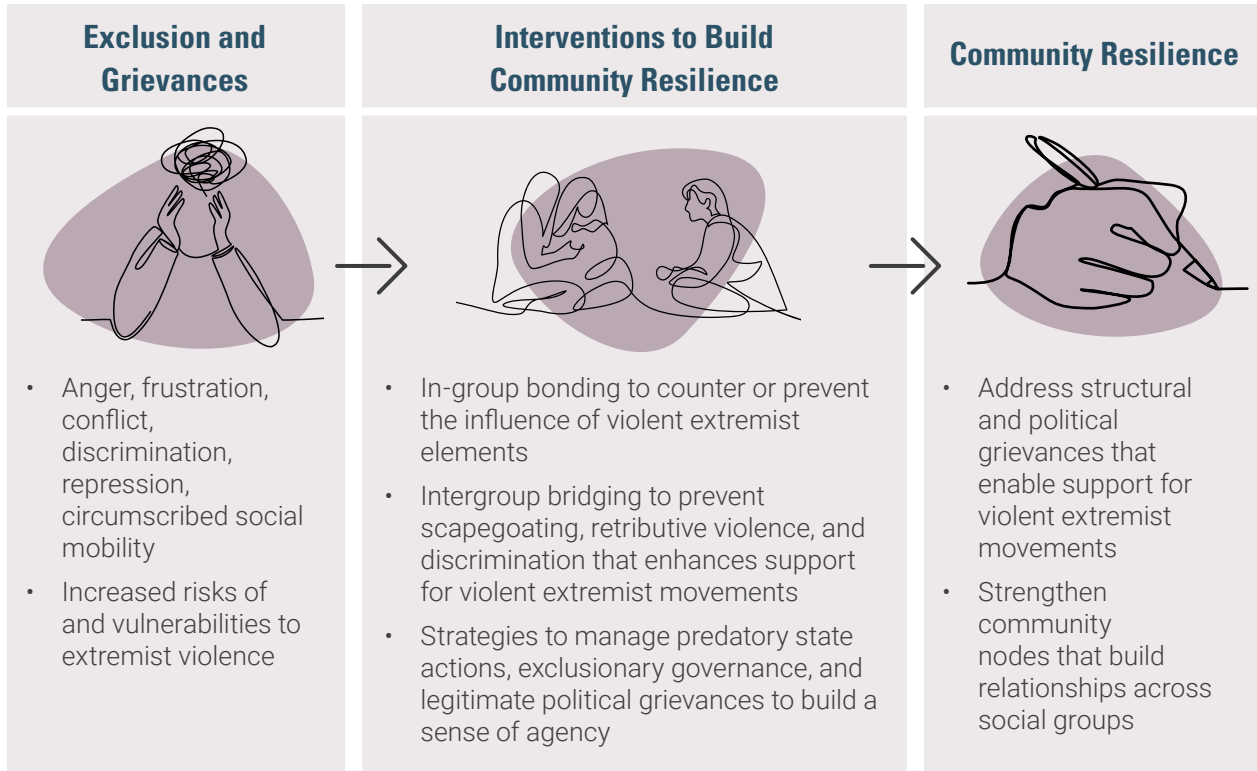 Exclusion and
Grievances
Interventions to Build
Community Resilience
Community Resilience
• Anger, frustration,
conflict,
discrimination,
repression,
circumscribed social
mobility
• Increased risks of
and vulnerabilities to
extremist violence
• In-group bonding to counter or prevent
the influence of violent extremist
elements
• Intergroup bridging to prevent
scapegoating, retributive violence, and
discrimination that enhances support
for violent extremist movements
• Strategies to manage predatory state
actions, exclusionary governance, and
legitimate political grievances to build a
sense of agency
• Address structural
and political
grievances that
enable support for
violent extremist
movements
• Strengthen
community
nodes that build
relationships across
social groups